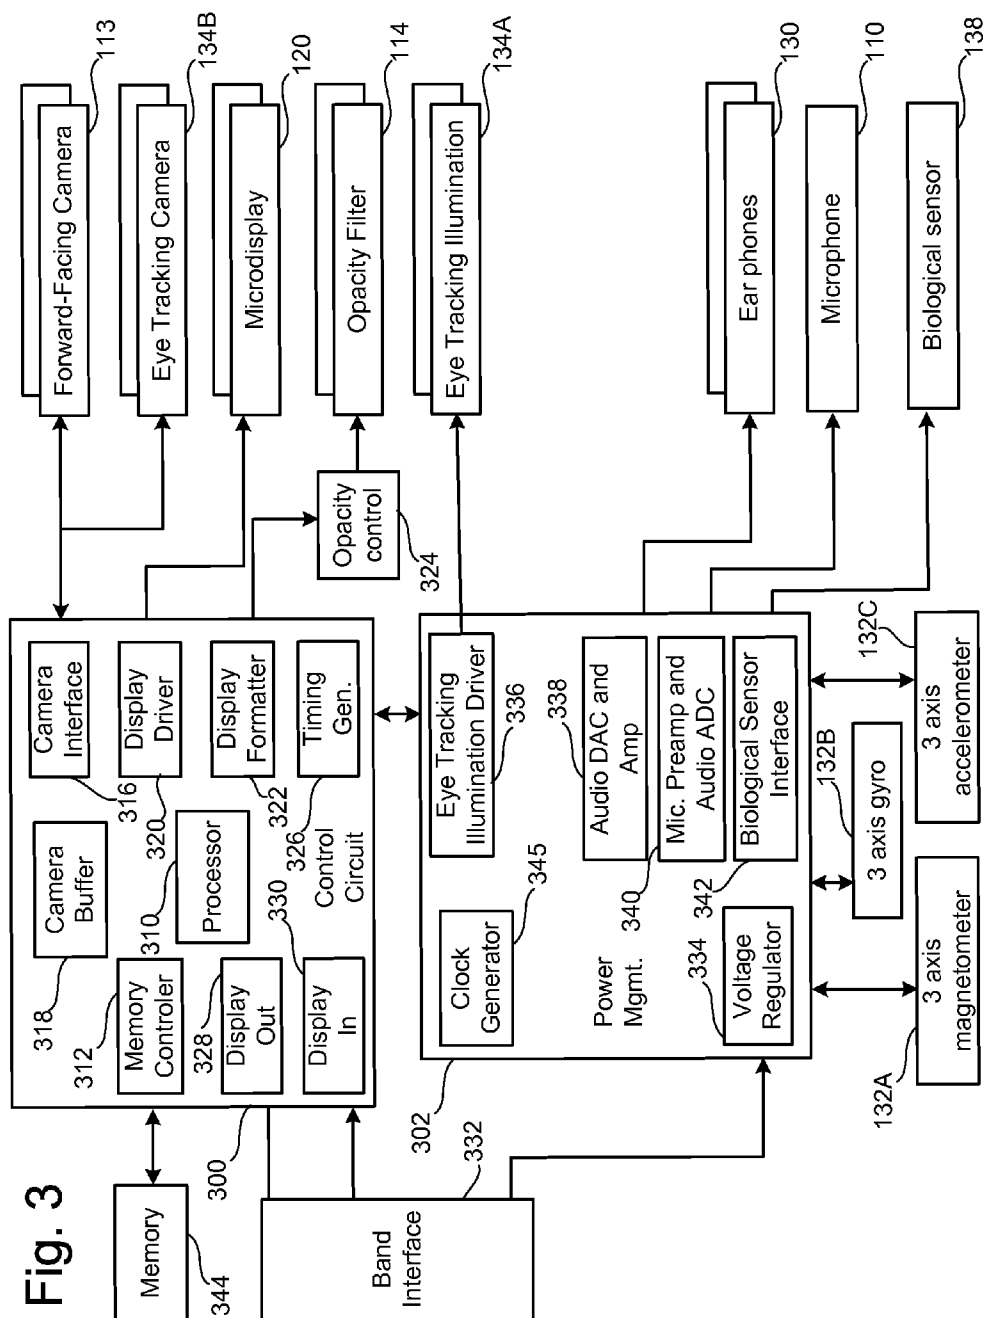 Fig. 3
Memory
344
Band
Interface
332
300
Memory
Controler
312
Camera
Buffer
318
Camera
Interface
316
Processor
310
Display
Driver
320
Display
Out
328
Display
Formatter
322
Display
In
330
Control
Circuit
Timing
Gen.
326
Opacity
control
324
Forward-Facing Camera
113
Eye Tracking Camera
134B
Microdisplay
120
Opacity Filter
114
Eye Tracking Illumination
134A
302
Clock
Generator
345
Eye Tracking
Illumination Driver
336
Power
Mgmt.
Audio DAC and
Amp
338
Mic. Preamp and
Audio ADC
340
Voltage
Regulator
334
Biological Sensor
Interface
342
Ear phones
130
Microphone
110
Biological sensor
138
3 axis
magnetometer
132A
3 axis gyro
132B
3 axis
accelerometer
132C